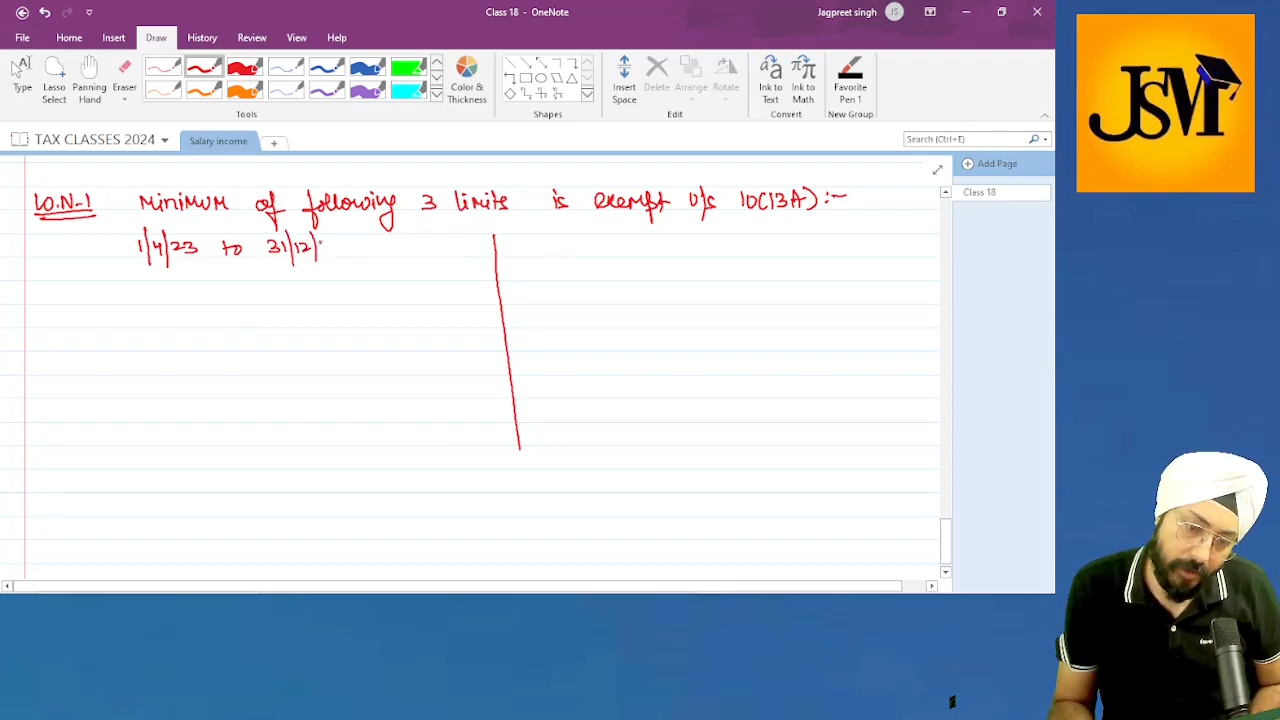 Class 18 - OneNote
Jagpreet singh JS
File Home Insert Draw History Review View Help
Type
Lasso Select
Panning Hand
Eraser
Color & Thickness
Insert Space
Delete
Arrange
Rotate
Ink to Text
Ink to Math
Favorite Pen 1
Tools Shapes Edit Convert New Group
TAX CLASSES 2024 Salary income
Search (Ctrl+E)
Add Page
Class 18
W.N-1 Minimum of following 3 limits is exempt u/s 10(13A):-
1/4/23 to 31/12/
JSM